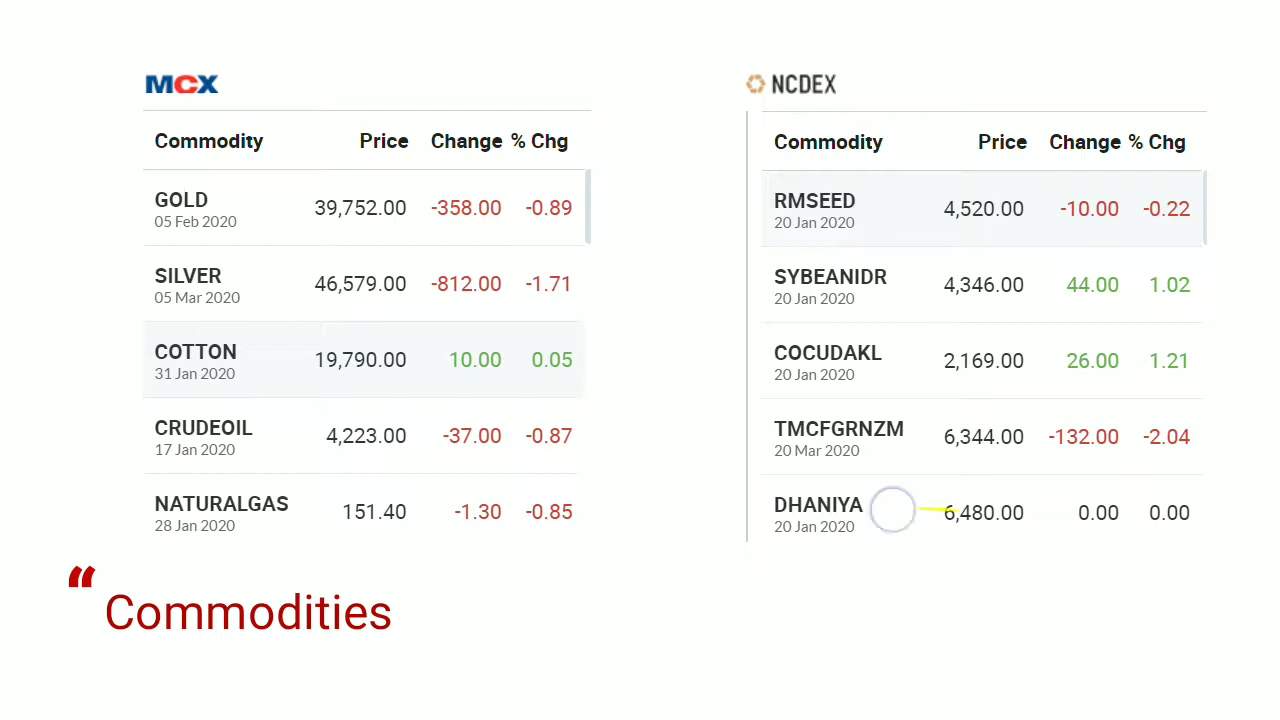 MCX
Commodity Price Change % Chg
GOLD 39,752.00 -358.00 -0.89
05 Feb 2020
SILVER 46,579.00 -812.00 -1.71
05 Mar 2020
COTTON 19,790.00 10.00 0.05
31 Jan 2020
CRUDEOIL 4,223.00 -37.00 -0.87
17 Jan 2020
NATURALGAS 151.40 -1.30 -0.85
28 Jan 2020
NCDEX
Commodity Price Change % Chg
RMSEED 4,520.00 -10.00 -0.22
20 Jan 2020
SYBEANIDR 4,346.00 44.00 1.02
20 Jan 2020
COCUDAKL 2,169.00 26.00 1.21
20 Jan 2020
TMCFGRNZM 6,344.00 -132.00 -2.04
20 Mar 2020
DHANIYA 6,480.00 0.00 0.00
20 Jan 2020
“ Commodities